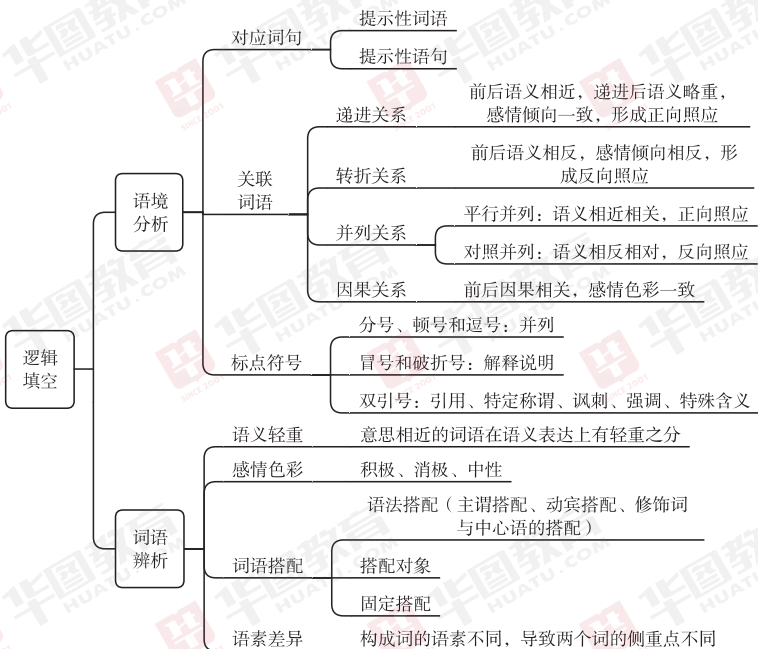 对应词句
提示性词语
提示性语句
递进关系
前后语义相近，递进后语义略重，
感情倾向一致，形成正向照应
关联
词语
转折关系
前后语义相反，感情倾向相反，形
成反向照应
语境
分析
并列关系
平行并列：语义相近相关，正向照应
对照并列：语义相反相对，反向照应
因果关系
前后因果相关，感情色彩一致
标点符号
分号、顿号和逗号：并列
冒号和破折号：解释说明
双引号：引用、特定称谓、讽刺、强调、特殊含义
逻辑
填空
语义轻重
意思相近的词语在语义表达上有轻重之分
感情色彩
积极、消极、中性
词语
辨析
词语搭配
语法搭配（主谓搭配、动宾搭配、修饰词
与中心语的搭配）
搭配对象
固定搭配
语素差异
构成词的语素不同，导致两个词的侧重点不同
华图教育
HUATU.COM
SINCE 2001